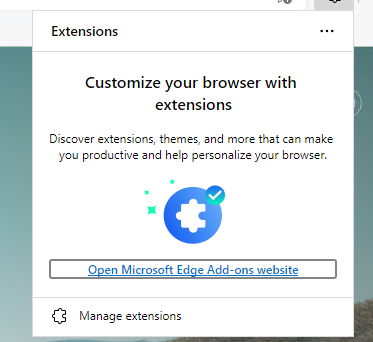 Extensions
Customize your browser with
extensions
Discover extensions, themes, and more that can make
you productive and help personalize your browser.
Open Microsoft Edge Add-ons website
Manage extensions